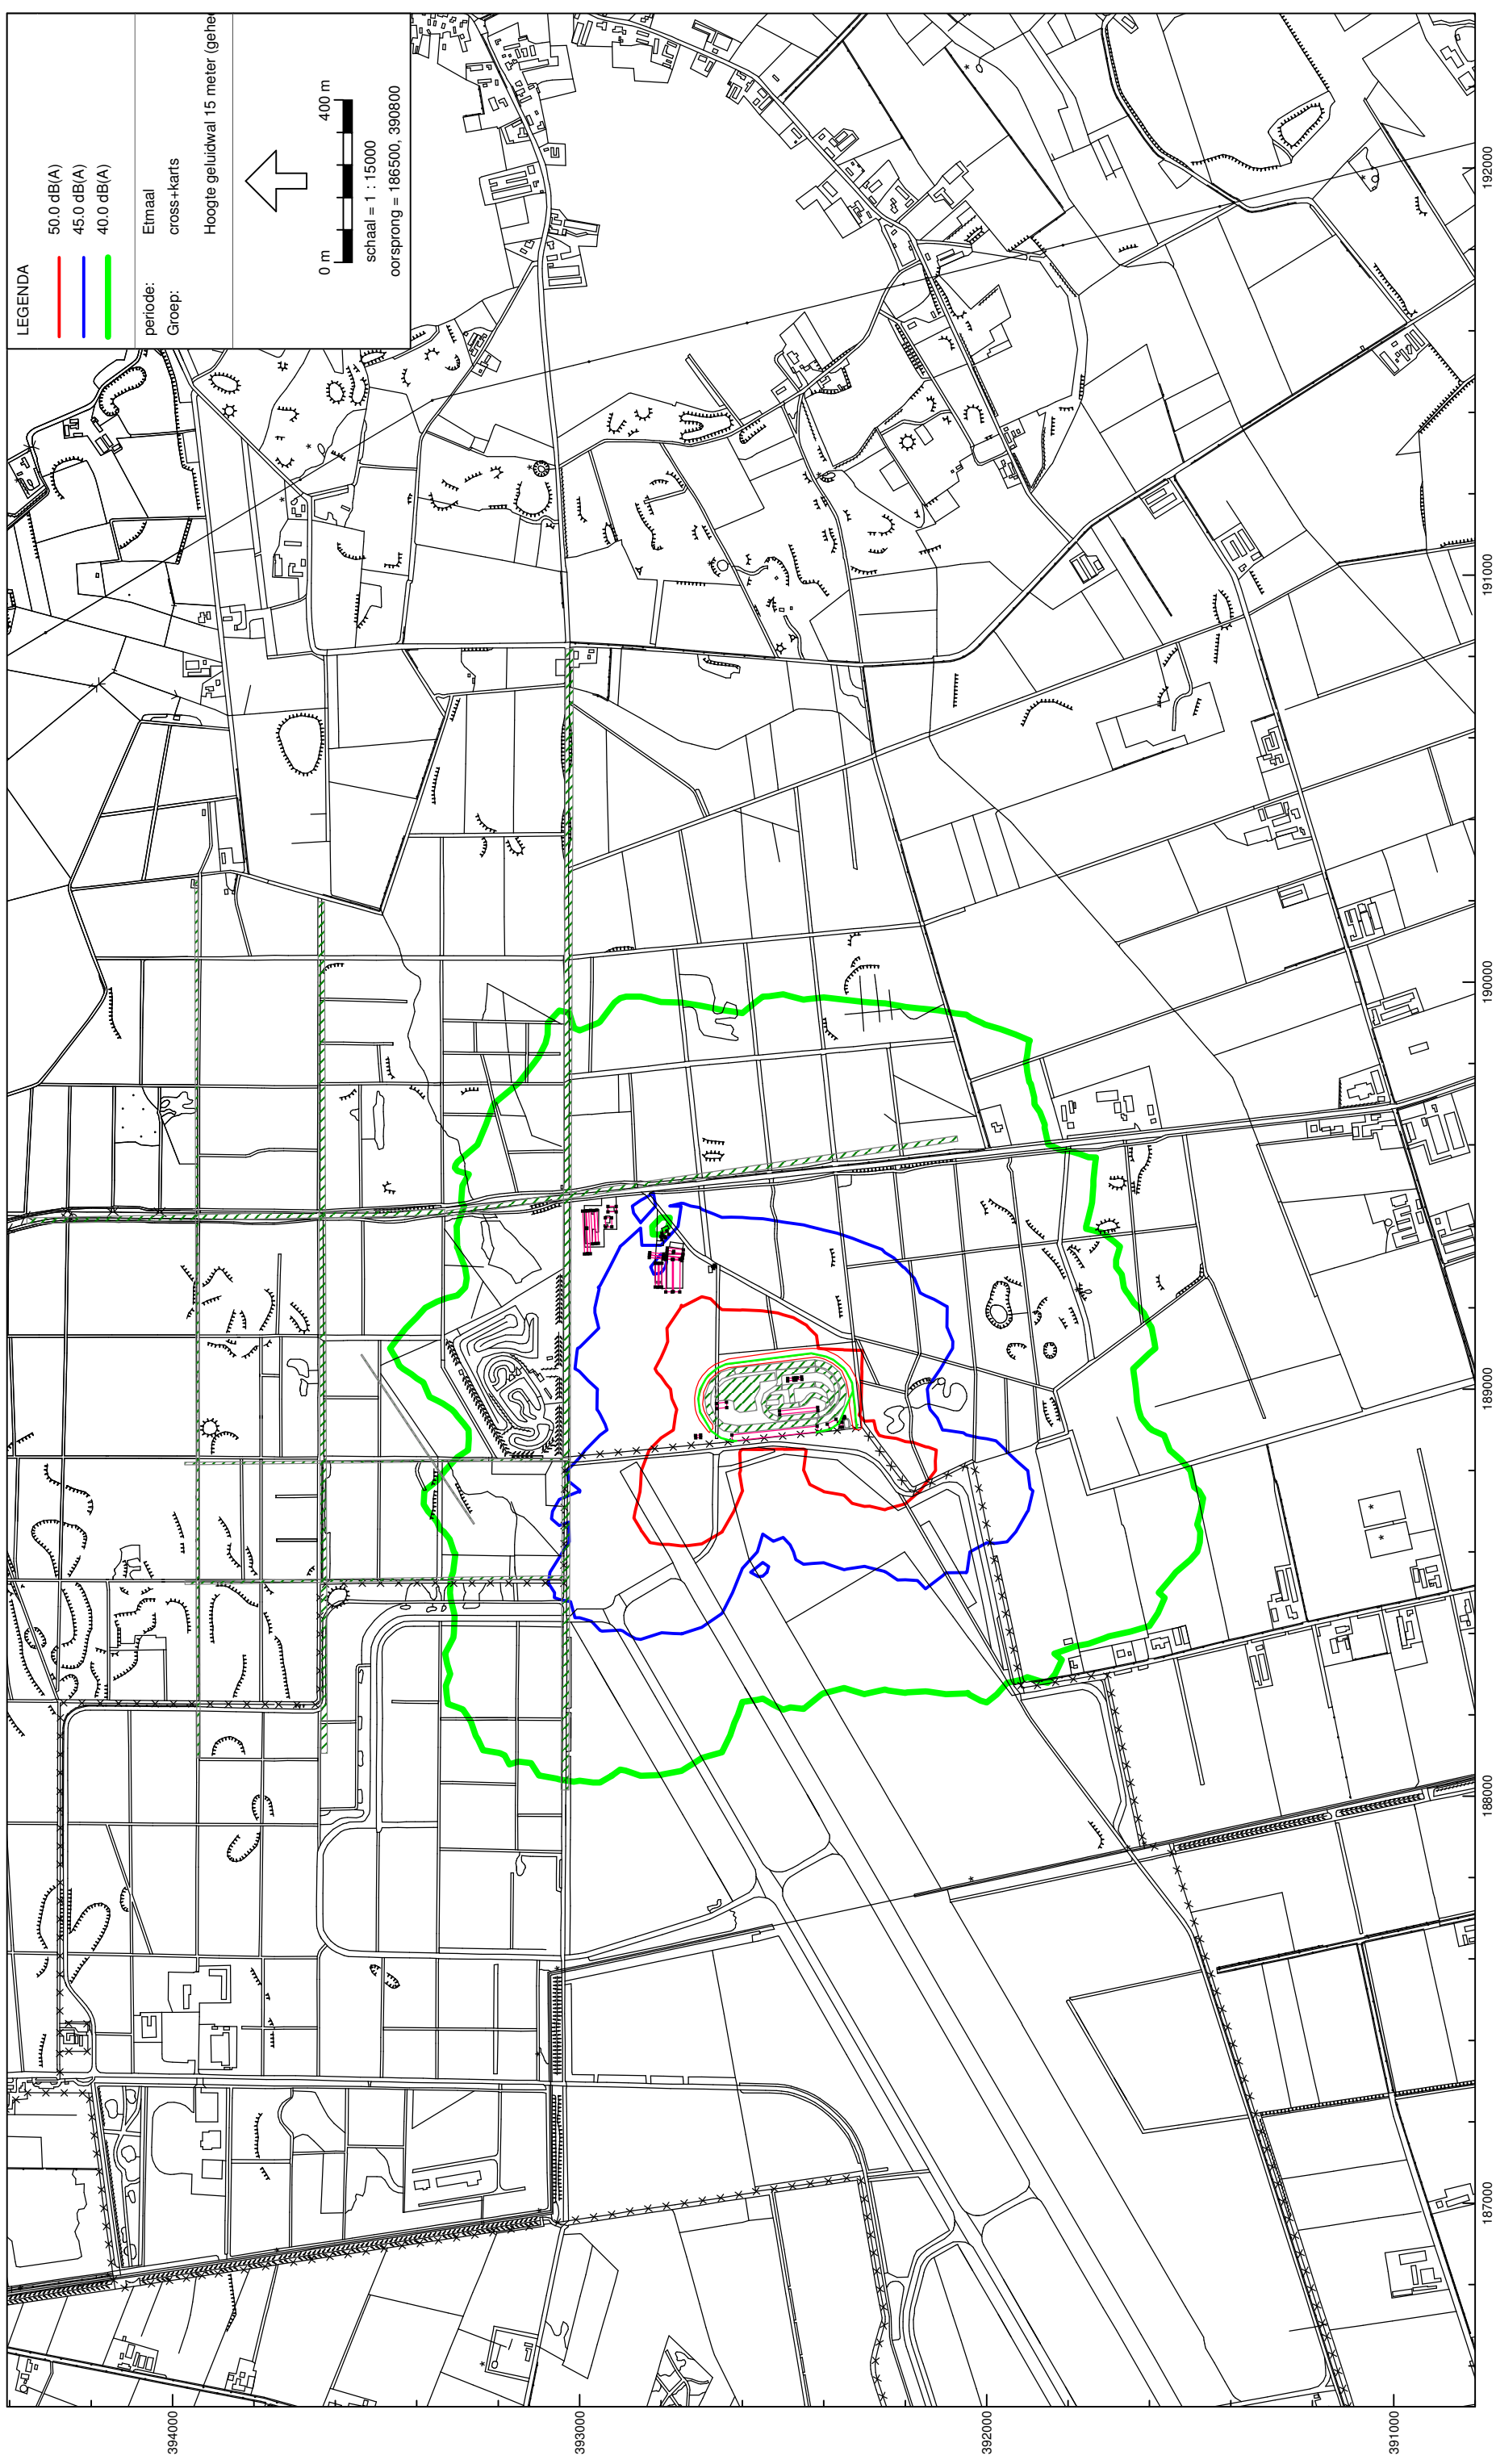 LEGENDA
50.0 dB(A)
45.0 dB(A)
40.0 dB(A)
periode: Etmaal
Groep: cross+karts
Hoogte geluidwal 15 meter (gehe
0 m 400 m
schaal = 1 : 15000
oorsprong = 186500, 390800
394000
393000
392000
391000
187000
188000
189000
190000
191000
192000